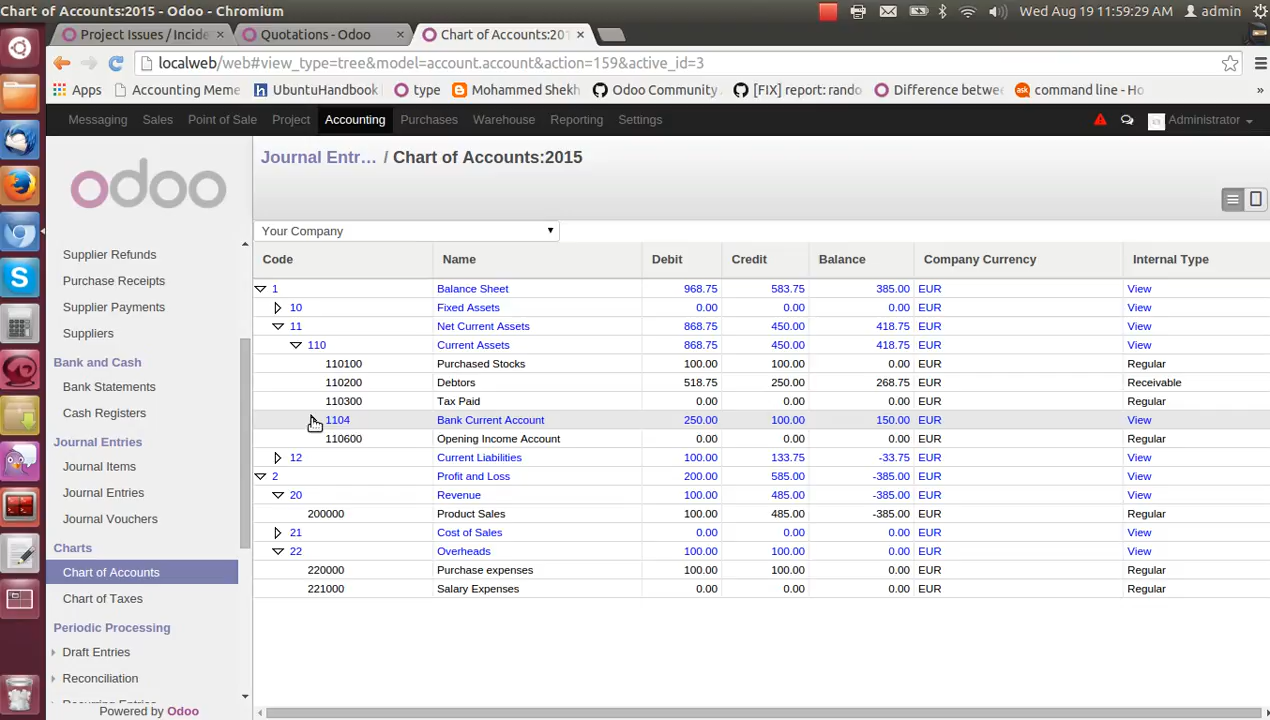 Chart of Accounts:2015 - Odoo - Chromium
Wed Aug 19 11:59:29 AM admin
Project Issues / Incide × Quotations - Odoo × Chart of Accounts:201 ×
localweb/web#view_type=tree&model=account.account&action=159&active_id=3
Apps Accounting Meme UbuntuHandbook type Mohammed Shekh Odoo Community [FIX] report: rando Difference betwee command line - Ho »
Messaging Sales Point of Sale Project Accounting Purchases Warehouse Reporting Settings Administrator
odoo
Supplier Refunds
Purchase Receipts
Supplier Payments
Suppliers
Bank and Cash
Bank Statements
Cash Registers
Journal Entries
Journal Items
Journal Entries
Journal Vouchers
Charts
Chart of Accounts
Chart of Taxes
Periodic Processing
Draft Entries
Reconciliation
Powered by Odoo
Journal Entr... / Chart of Accounts:2015
Your Company
Code Name Debit Credit Balance Company Currency Internal Type
1 Balance Sheet 968.75 583.75 385.00 EUR View
10 Fixed Assets 0.00 0.00 0.00 EUR View
11 Net Current Assets 868.75 450.00 418.75 EUR View
110 Current Assets 868.75 450.00 418.75 EUR View
110100 Purchased Stocks 100.00 100.00 0.00 EUR Regular
110200 Debtors 518.75 250.00 268.75 EUR Receivable
110300 Tax Paid 0.00 0.00 0.00 EUR Regular
1104 Bank Current Account 250.00 100.00 150.00 EUR View
110600 Opening Income Account 0.00 0.00 0.00 EUR Regular
12 Current Liabilities 100.00 133.75 -33.75 EUR View
2 Profit and Loss 200.00 585.00 -385.00 EUR View
20 Revenue 100.00 485.00 -385.00 EUR View
200000 Product Sales 100.00 485.00 -385.00 EUR Regular
21 Cost of Sales 0.00 0.00 0.00 EUR View
22 Overheads 100.00 100.00 0.00 EUR View
220000 Purchase expenses 100.00 100.00 0.00 EUR Regular
221000 Salary Expenses 0.00 0.00 0.00 EUR Regular